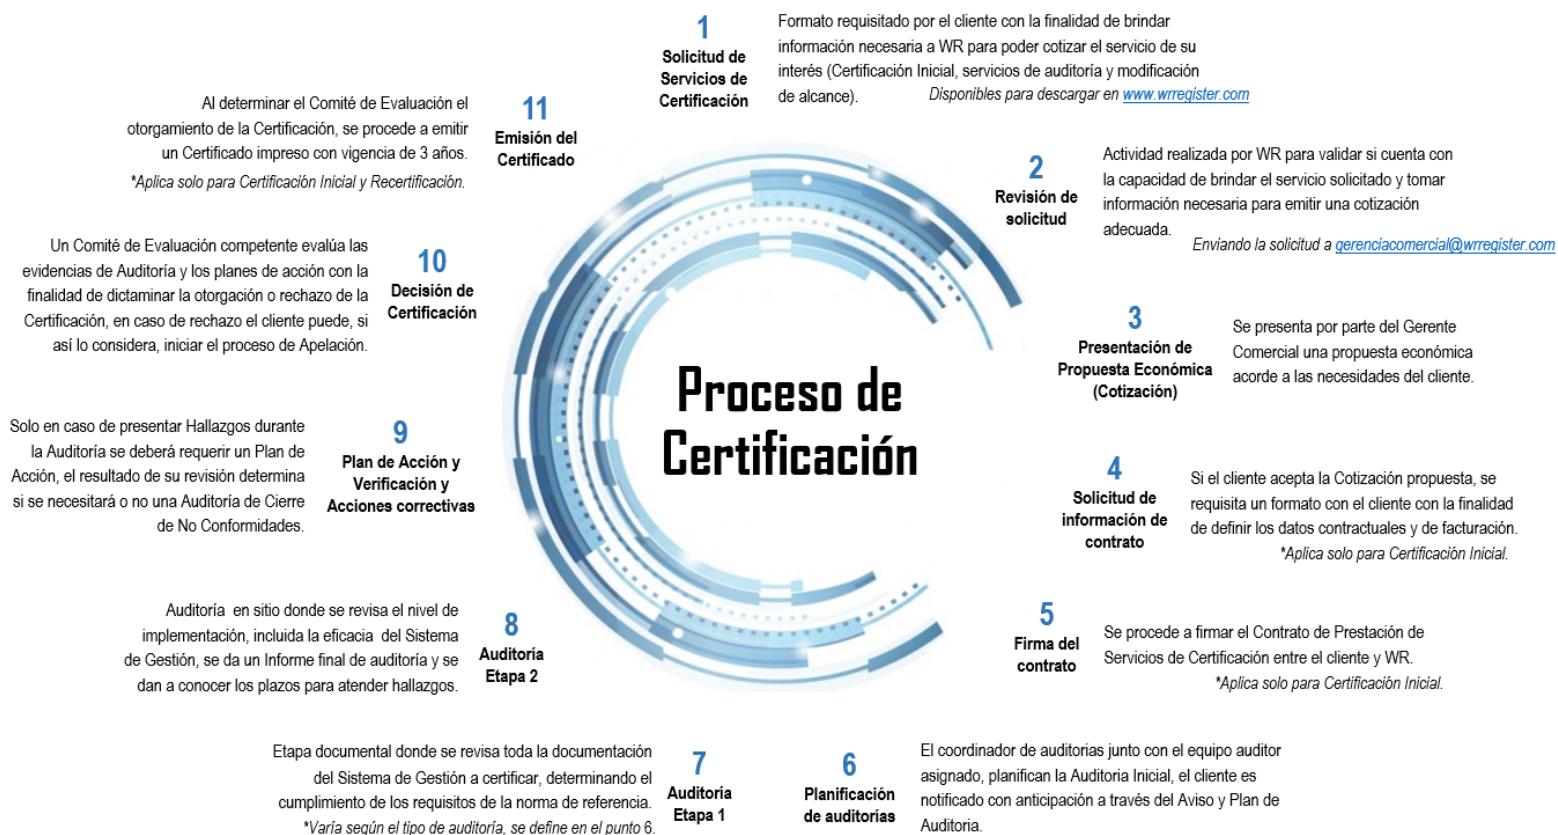 Proceso de
Certificación
1
Solicitud de
Servicios de
Certificación
Formato requisitado por el cliente con la finalidad de brindar
información necesaria a WR para poder cotizar el servicio de su
interés (Certificación Inicial, servicios de auditoría y modificación
de alcance). Disponibles para descargar en www.wrregister.com
2
Revisión de
solicitud
Actividad realizada por WR para validar si cuenta con
la capacidad de brindar el servicio solicitado y tomar
información necesaria para emitir una cotización
adecuada.
Enviando la solicitud a gerenciacomercial@wrregister.com
3
Presentación de
Propuesta Económica
(Cotización)
Se presenta por parte del Gerente
Comercial una propuesta económica
acorde a las necesidades del cliente.
4
Solicitud de
información de
contrato
Si el cliente acepta la Cotización propuesta, se
requisita un formato con el cliente con la finalidad
de definir los datos contractuales y de facturación.
*Aplica solo para Certificación Inicial.
5
Firma del
contrato
Se procede a firmar el Contrato de Prestación de
Servicios de Certificación entre el cliente y WR.
*Aplica solo para Certificación Inicial.
6
Planificación
de auditorías
El coordinador de auditorias junto con el equipo auditor
asignado, planifican la Auditoria Inicial, el cliente es
notificado con anticipación a través del Aviso y Plan de
Auditoria.
7
Auditoría
Etapa 1
Etapa documental donde se revisa toda la documentación
del Sistema de Gestión a certificar, determinando el
cumplimiento de los requisitos de la norma de referencia.
*Varía según el tipo de auditoría, se define en el punto 6.
8
Auditoría
Etapa 2
Auditoría en sitio donde se revisa el nivel de
implementación, incluida la eficacia del Sistema
de Gestión, se da un Informe final de auditoría y se
dan a conocer los plazos para atender hallazgos.
9
Plan de Acción y
Verificación y
Acciones correctivas
Solo en caso de presentar Hallazgos durante
la Auditoría se deberá requerir un Plan de
Acción, el resultado de su revisión determina
si se necesitará o no una Auditoría de Cierre
de No Conformidades.
10
Decisión de
Certificación
Un Comité de Evaluación competente evalúa las
evidencias de Auditoría y los planes de acción con la
finalidad de dictaminar la otorgación o rechazo de la
Certificación, en caso de rechazo el cliente puede, si
así lo considera, iniciar el proceso de Apelación.
11
Emisión del
Certificado
Al determinar el Comité de Evaluación el
otorgamiento de la Certificación, se procede a emitir
un Certificado impreso con vigencia de 3 años.
*Aplica solo para Certificación Inicial y Recertificación.